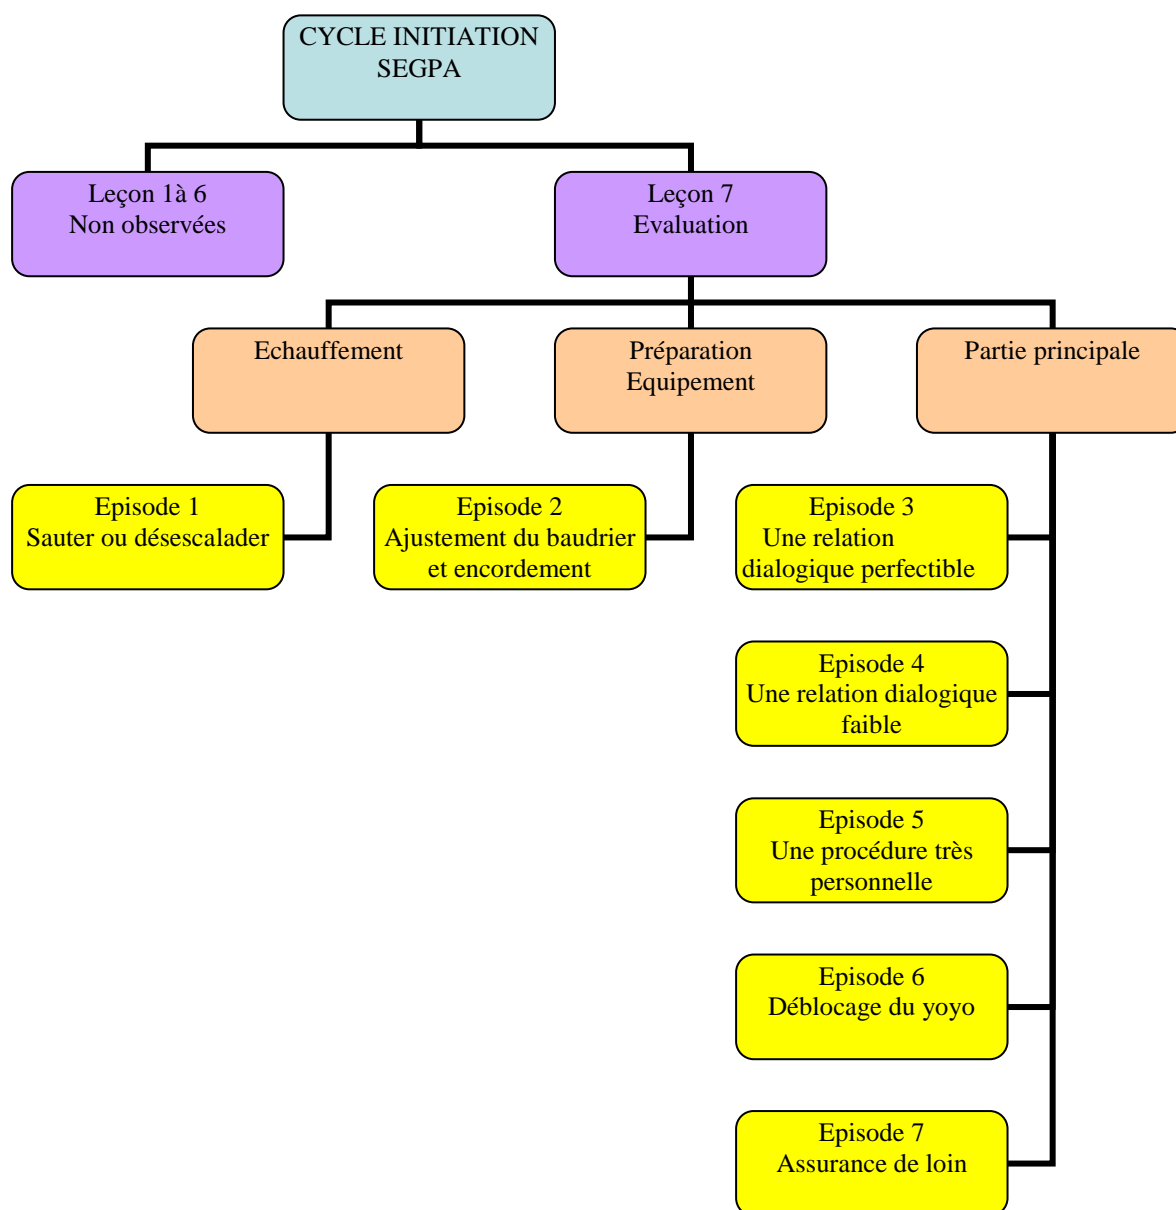 CYCLE INITIATION
SEGPA
Leçon 1à 6
Non observées
Leçon 7
Evaluation
Echauffement
Préparation
Equipement
Partie principale
Episode 1
Sauter ou désescalader
Episode 2
Ajustement du baudrier
et encordement
Episode 3
Une relation
dialogique perfectible
Episode 4
Une relation dialogique
faible
Episode 5
Une procédure très
personnelle
Episode 6
Déblocage du yoyo
Episode 7
Assurance de loin